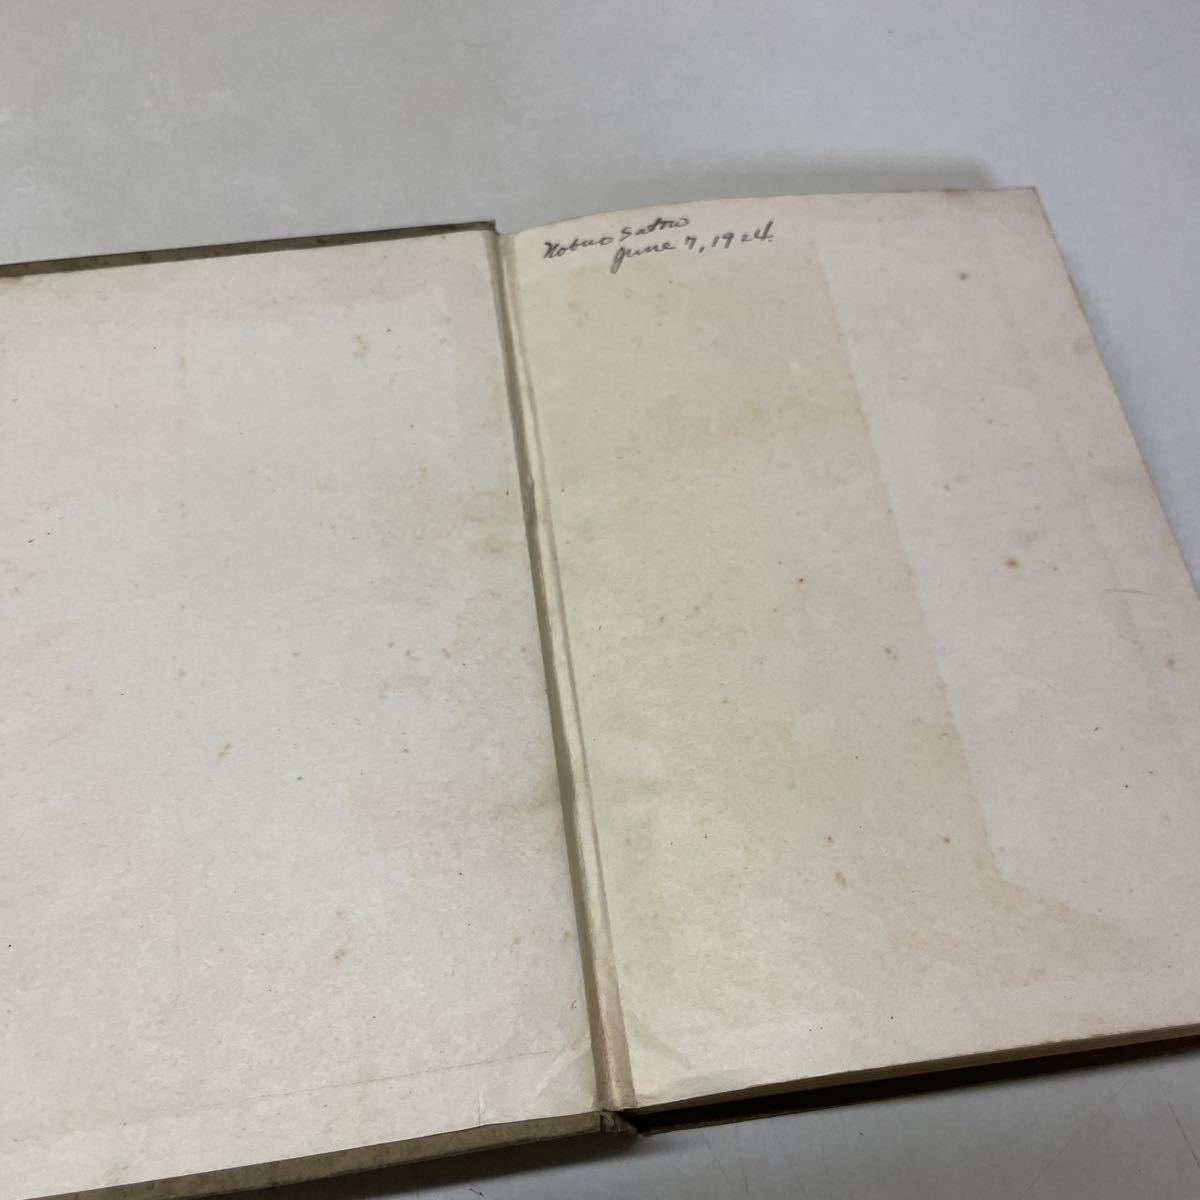 Nobuo Satow
June 7, 1924.